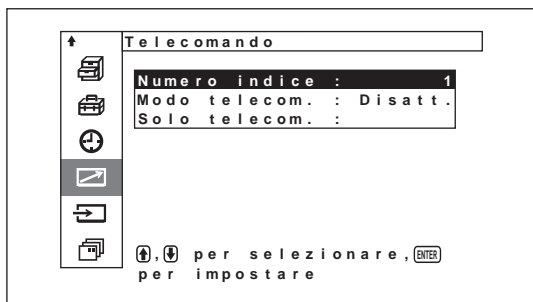 Telecomando
Numero indice : 1
Modo telecom. : Disatt.
Solo telecom. :
, per selezionare, ENTER
per impostare